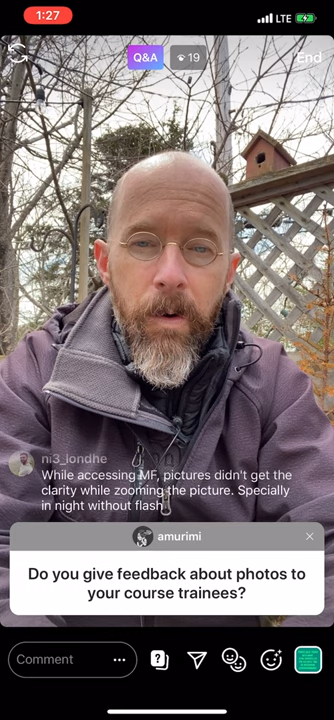 1:27
LTE
Q&A
19
End
ni3_londhe
While accessing MF, pictures didn't get the
clarity while zooming the picture. Specially
in night without flash
amurimi
Do you give feedback about photos to
your course trainees?
Comment